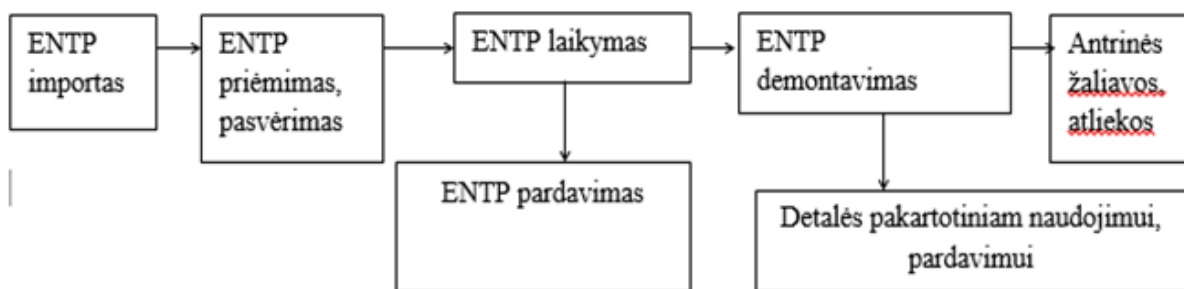 ENTP
importas
ENTP
priėmimas,
pasvėrimas
ENTP laikymas
ENTP
demontavimas
Antrinės
žaliavos,
atliekos
ENTP pardavimas
Detalės pakartotiniam naudojimui,
pardavimui